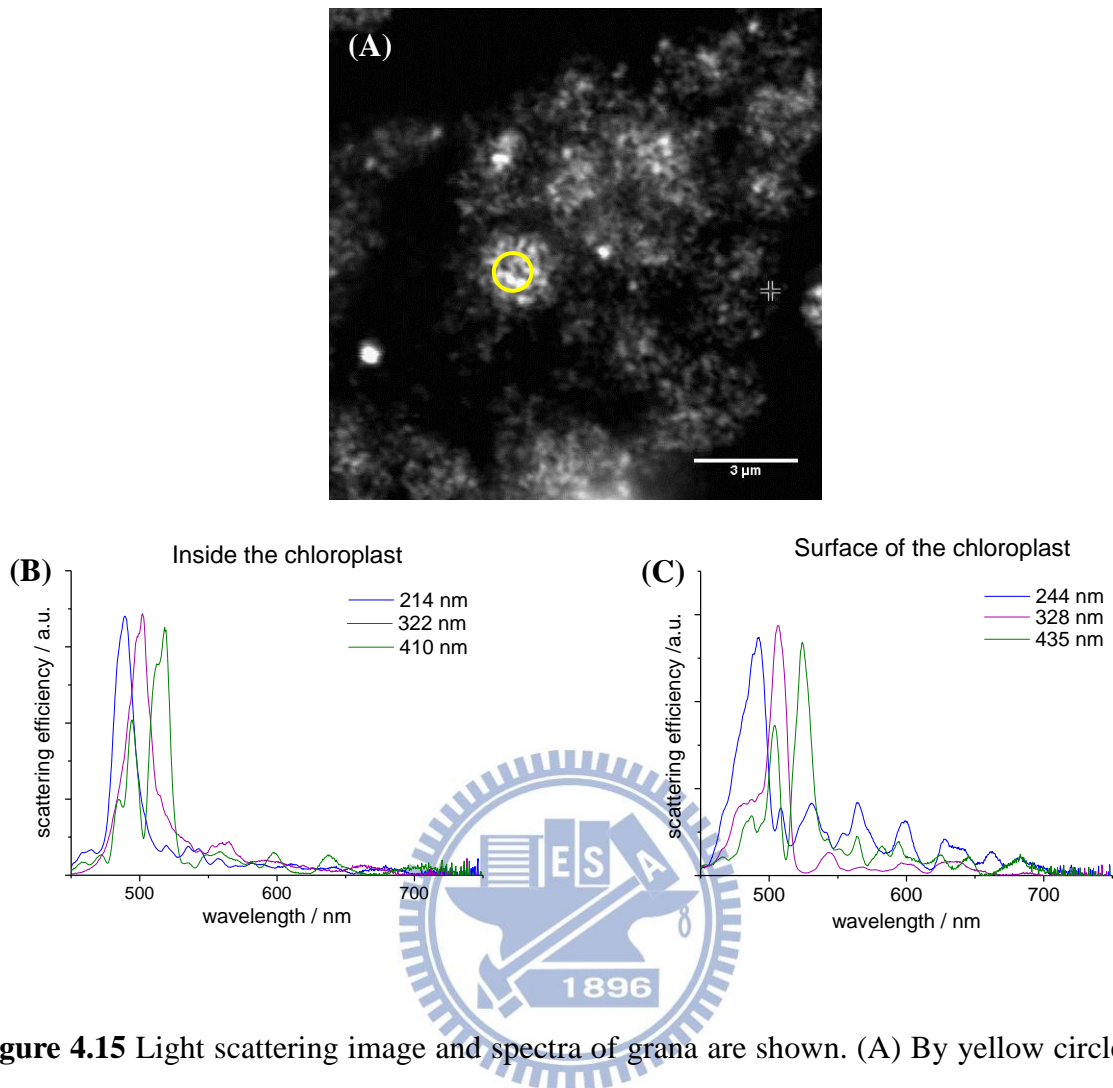 (A)
3 µm
(B)
Inside the chloroplast
214 nm
322 nm
410 nm
scattering efficiency / a.u.
500
600
700
wavelength / nm
(C)
Surface of the chloroplast
244 nm
328 nm
435 nm
scattering efficiency /a.u.
500
600
700
wavelength / nm
E S A
1896
gure 4.15 Light scattering image and spectra of grana are shown. (A) By yellow circle